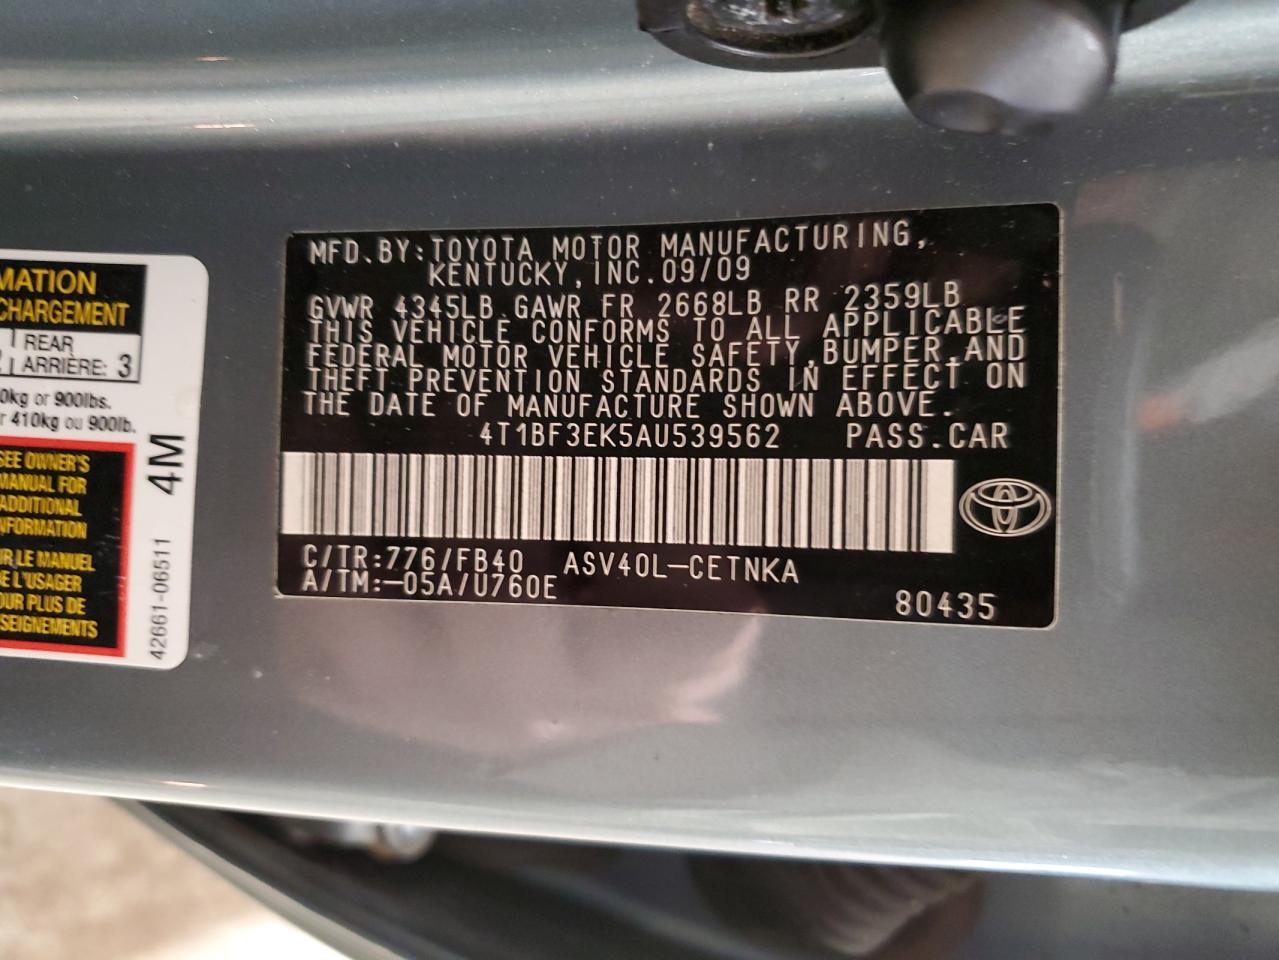 MATION
CHARGEMENT
REAR
ARRIÈRE: 3
kg or 900lbs.
410kg ou 900lb.
SEE OWNER'S
MANUAL FOR
ADDITIONAL
NFORMATION
LE MANUEL
L'USAGER
PLUS DE
SEIGNEMENTS
4M
42661-06511
MFD.BY:TOYOTA MOTOR MANUFACTURING,
KENTUCKY,INC.09/09
GVWR 4345LB GAWR FR 2668LB RR 2359LB
THIS VEHICLE CONFORMS TO ALL APPLICABLE
FEDERAL MOTOR VEHICLE SAFETY,BUMPER,AND
THEFT PREVENTION STANDARDS IN EFFECT ON
THE DATE OF MANUFACTURE SHOWN ABOVE.
4T1BF3EK5AU539562 PASS.CAR
C/TR:776/FB40 ASV40L-CETNKA
A/TM:-05A/U760E
80435